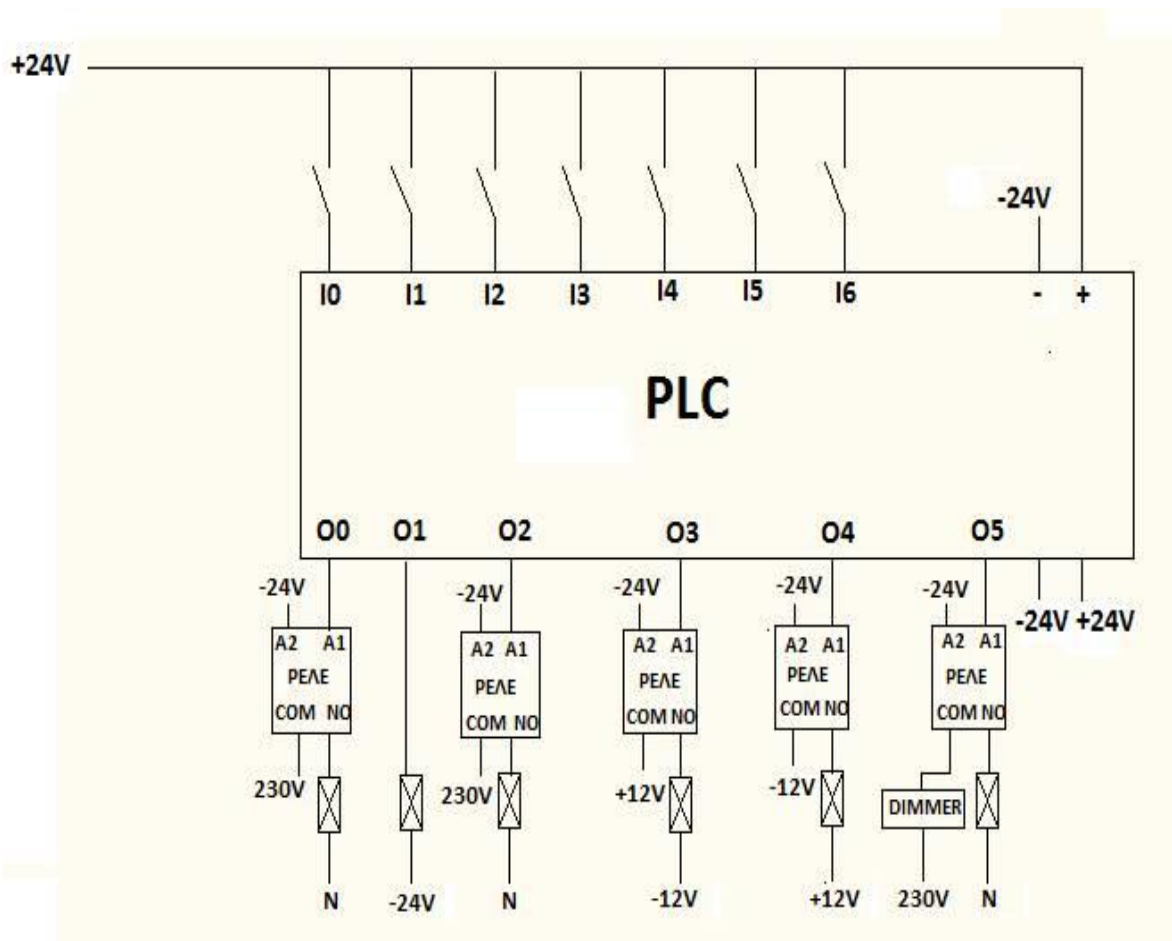 +24V
-24V
I0 I1 I2 I3 I4 I5 I6 - +
PLC
O0 O1 O2 O3 O4 O5
-24V -24V -24V -24V -24V -24V +24V
A2 A1 A2 A1 A2 A1 A2 A1 A2 A1
ΡΕΛΕ ΡΕΛΕ ΡΕΛΕ ΡΕΛΕ ΡΕΛΕ
COM NO COM NO COM NO COM NO COM NO
230V 230V +12V -12V DIMMER
N -24V N -12V +12V 230V N